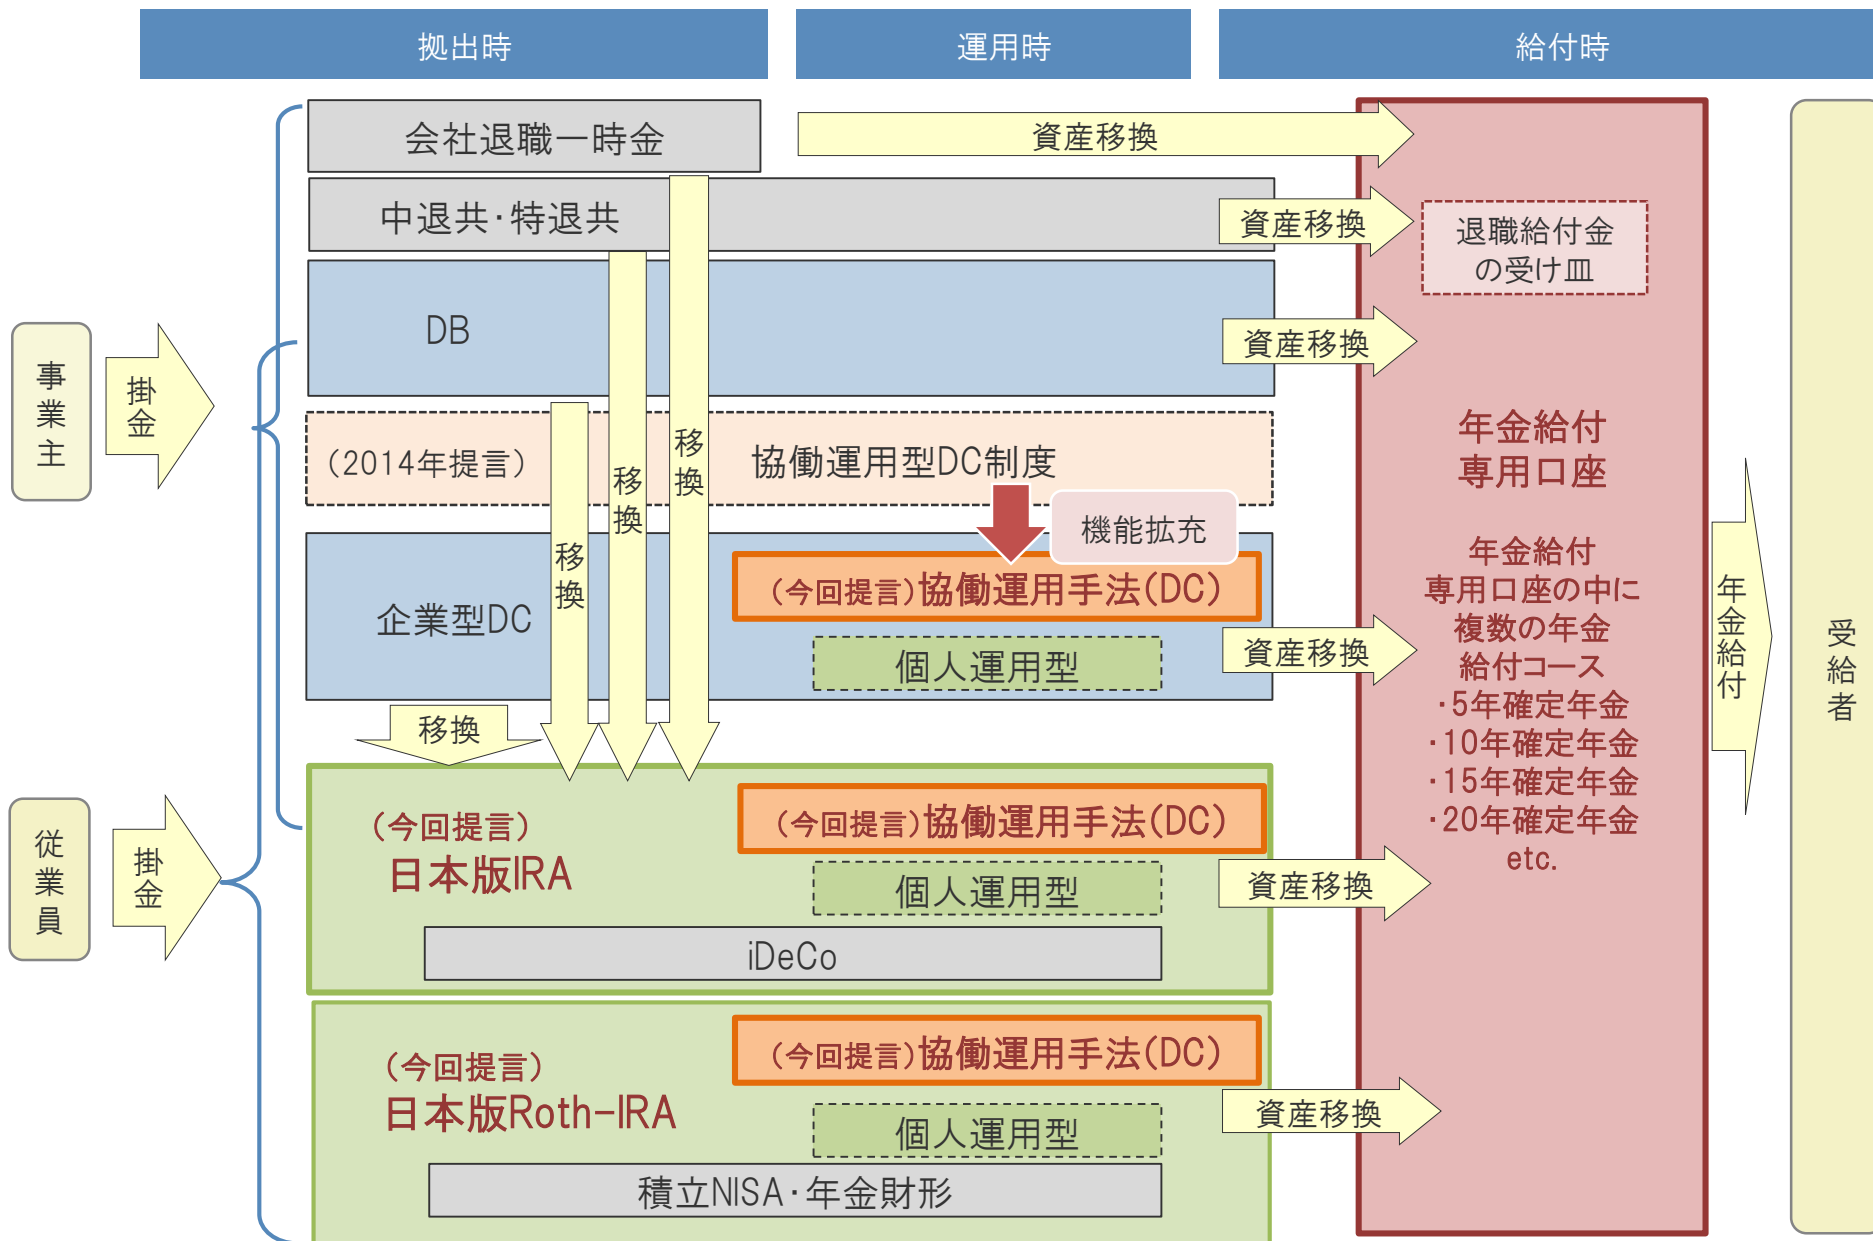 拠出時
運用時
給付時
会社退職一時金
資産移換
中退共・特退共
資産移換
退職給付金
の受け皿
DB
資産移換
事業主
掛金
(2014年提言)
協働運用型DC制度
移換
移換
移換
機能拡充
企業型DC
(今回提言)協働運用手法(DC)
個人運用型
資産移換
移換
年金給付
専用口座
年金給付
専用口座の中に
複数の年金
給付コース
・5年確定年金
・10年確定年金
・15年確定年金
・20年確定年金
etc.
年金給付
受給者
従業員
掛金
(今回提言)
日本版IRA
(今回提言)協働運用手法(DC)
個人運用型
資産移換
iDeCo
(今回提言)
日本版Roth-IRA
(今回提言)協働運用手法(DC)
個人運用型
資産移換
積立NISA・年金財形